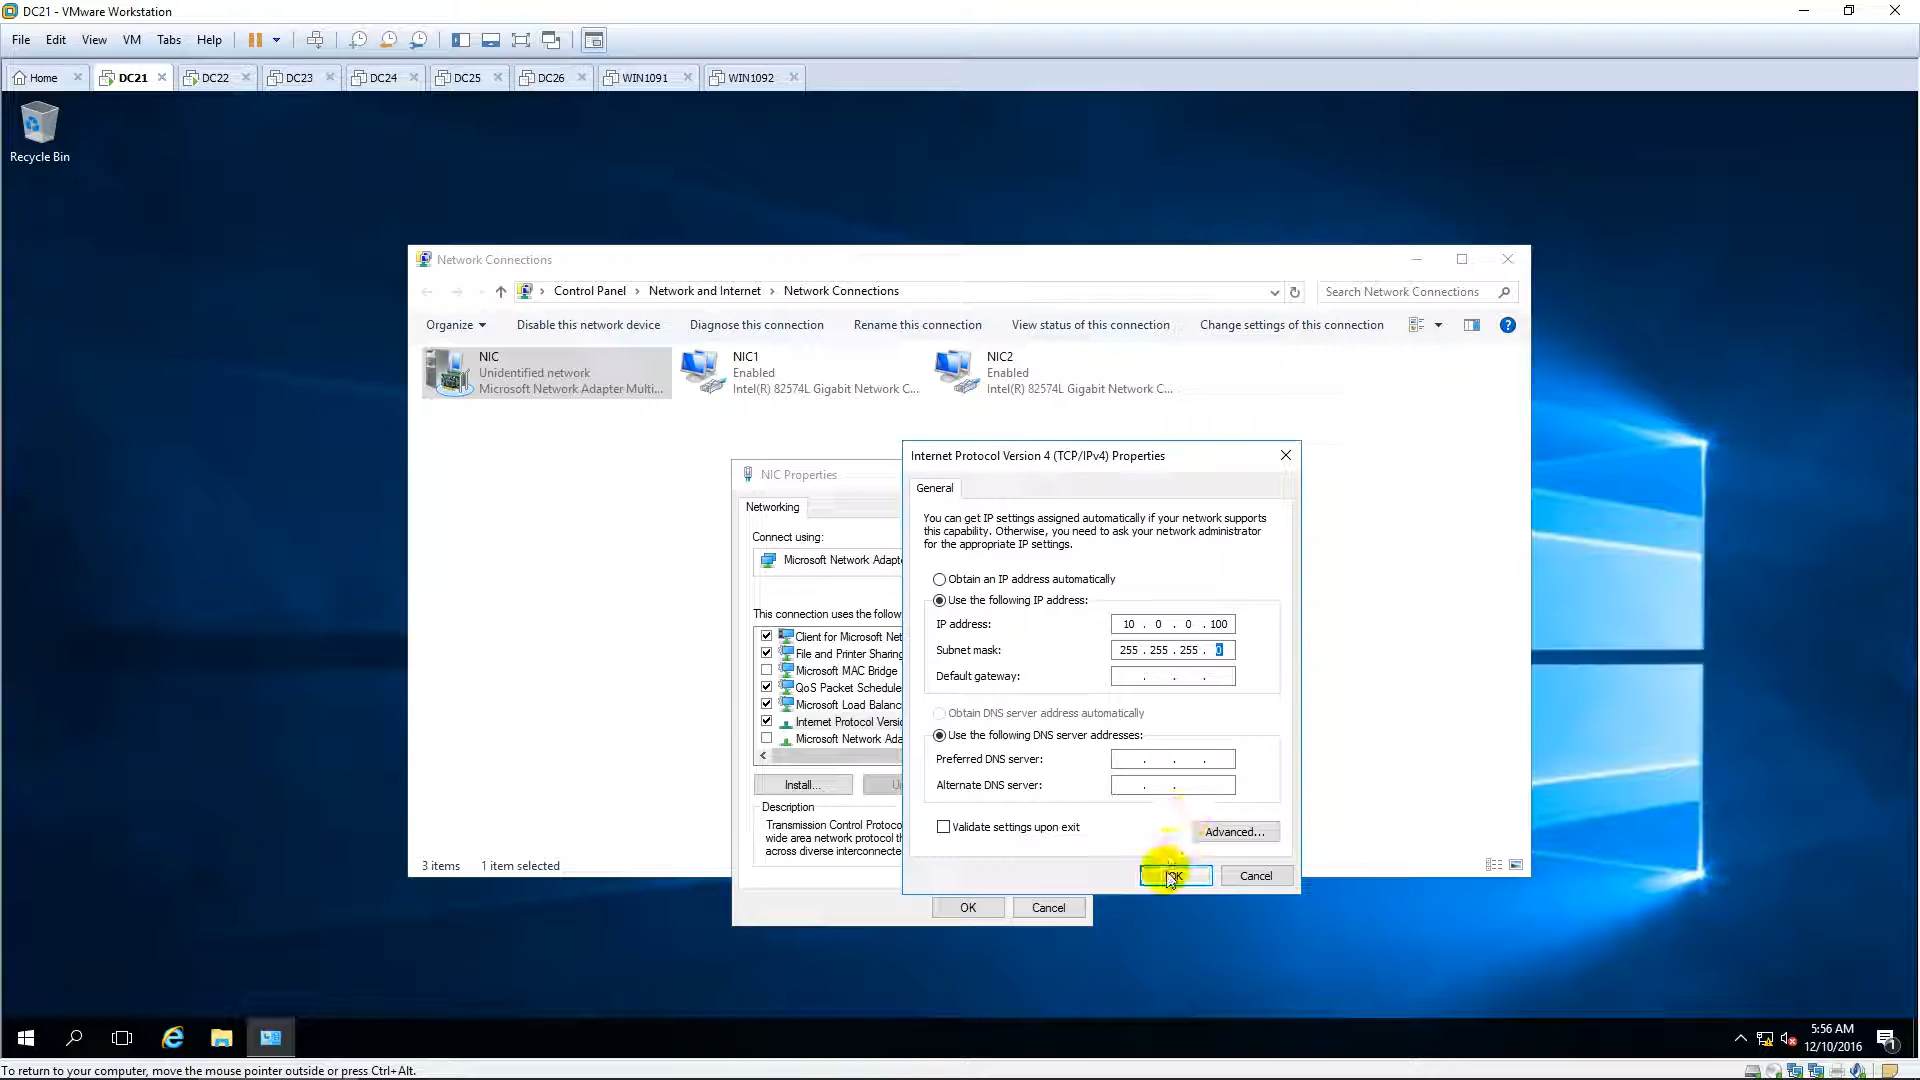 DC21 - VMware Workstation
File Edit View VM Tabs Help
Home DC21 DC22 DC23 DC24 DC25 DC26 WIN1091 WIN1092
Recycle Bin
Network Connections
Control Panel Network and Internet Network Connections
Search Network Connections
Organize Disable this network device Diagnose this connection Rename this connection View status of this connection Change settings of this connection
NIC
Unidentified network
Microsoft Network Adapter Multi...
NIC1
Enabled
Intel(R) 82574L Gigabit Network C...
NIC2
Enabled
Intel(R) 82574L Gigabit Network C...
NIC Properties
Networking
Connect using:
Microsoft Network Adapt
This connection uses the follow
Client for Microsoft Net
File and Printer Sharing
Microsoft MAC Bridge
QoS Packet Schedule
Microsoft Load Balanc
Internet Protocol Versi
Microsoft Network Ada
Install...
Description
Transmission Control Protoco
wide area network protocol th
across diverse interconnecte
OK Cancel
Internet Protocol Version 4 (TCP/IPv4) Properties
General
You can get IP settings assigned automatically if your network supports
this capability. Otherwise, you need to ask your network administrator
for the appropriate IP settings.
Obtain an IP address automatically
Use the following IP address:
IP address: 10 . 0 . 0 . 100
Subnet mask: 255 . 255 . 255 . 0
Default gateway: . . .
Obtain DNS server address automatically
Use the following DNS server addresses:
Preferred DNS server: . . .
Alternate DNS server: . .
Validate settings upon exit
Advanced...
OK Cancel
3 items 1 item selected
5:56 AM
12/10/2016
1
To return to your computer, move the mouse pointer outside or press Ctrl+Alt.